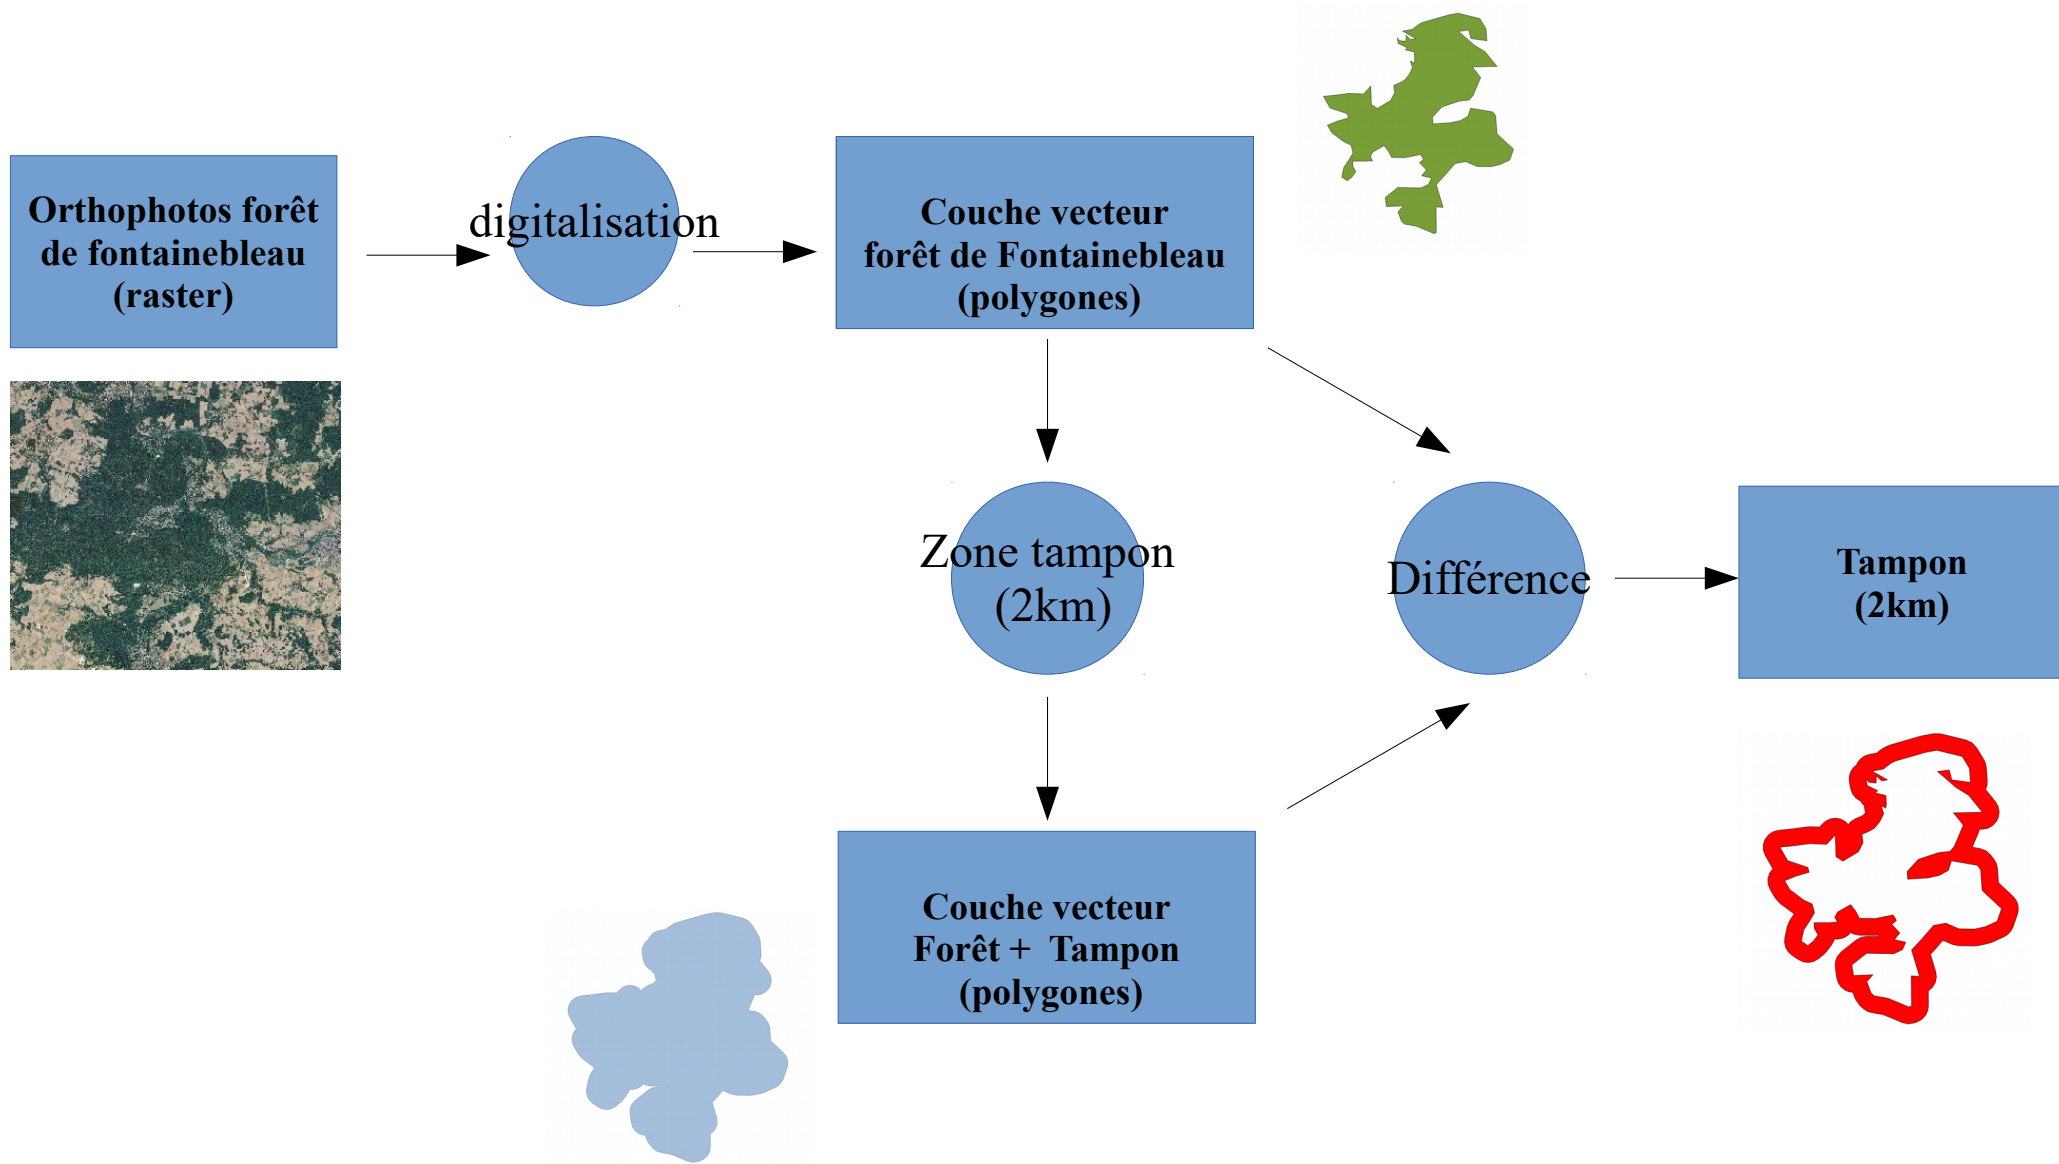 Orthophotos forêt
de fontainebleau
(raster)
digitalisation
Couche vecteur
forêt de Fontainebleau
(polygones)
Zone tampon
(2km)
Différence
Tampon
(2km)
Couche vecteur
Forêt + Tampon
(polygones)